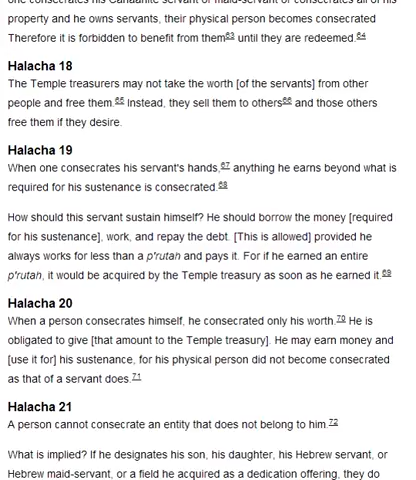 one consecrates his Canaanite servant or maid-servant or consecrates all of his
property and he owns servants, their physical person becomes consecrated
Therefore it is forbidden to benefit from them63 until they are redeemed.64
Halacha 18
The Temple treasurers may not take the worth [of the servants] from other
people and free them.65 Instead, they sell them to others66 and those others
free them if they desire.
Halacha 19
When one consecrates his servant's hands,67 anything he earns beyond what is
required for his sustenance is consecrated.68
How should this servant sustain himself? He should borrow the money [required
for his sustenance], work, and repay the debt. [This is allowed] provided he
always works for less than a p'rutah and pays it. For if he earned an entire
p'rutah, it would be acquired by the Temple treasury as soon as he earned it.69
Halacha 20
When a person consecrates himself, he consecrated only his worth.70 He is
obligated to give [that amount to the Temple treasury]. He may earn money and
[use it for] his sustenance, for his physical person did not become consecrated
as that of a servant does.71
Halacha 21
A person cannot consecrate an entity that does not belong to him.72
What is implied? If he designates his son, his daughter, his Hebrew servant, or
Hebrew maid-servant, or a field he acquired as a dedication offering, they do